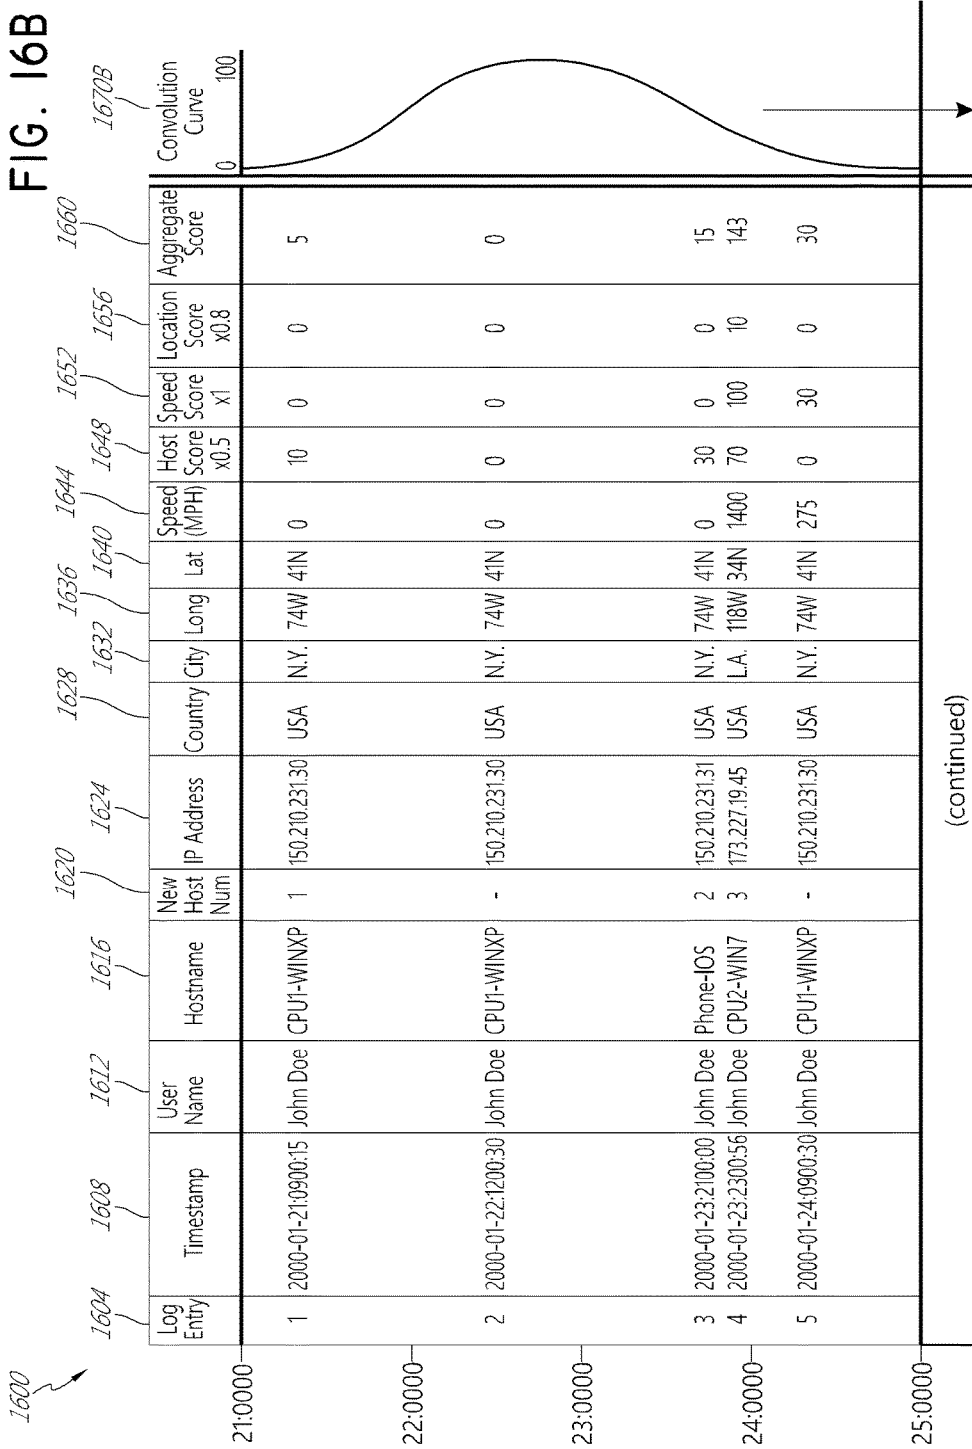 FIG. 16B
1600
1604 1608 1612 1616 1620 1624 1628 1632 1636 1640 1644 1648 1652 1656 1660 1670B
Log Entry | Timestamp | User Name | Hostname | New Host Num | IP Address | Country | City | Long | Lat | Speed (MPH) | Host Score x0.5 | Speed Score x1 | Location Score x0.8 | Aggregate Score | Convolution Curve
0 100
21:0000
1 2000-01-21:0900:15 John Doe CPU1-WINXP 1 150.210.231.30 USA N.Y. 74W 41N 0 10 0 0 5
22:0000
2 2000-01-22:1200:30 John Doe CPU1-WINXP - 150.210.231.30 USA N.Y. 74W 41N 0 0 0 0 0
23:0000
3 2000-01-23:2100:00 John Doe Phone-IOS 2 150.210.231.31 USA N.Y. 74W 41N 0 30 0 0 15
4 2000-01-23:2300:56 John Doe CPU2-WIN7 3 173.227.19.45 USA L.A. 118W 34N 1400 70 100 10 143
24:0000
5 2000-01-24:0900:30 John Doe CPU1-WINXP - 150.210.231.30 USA N.Y. 74W 41N 275 0 30 0 30
25:0000
(continued)